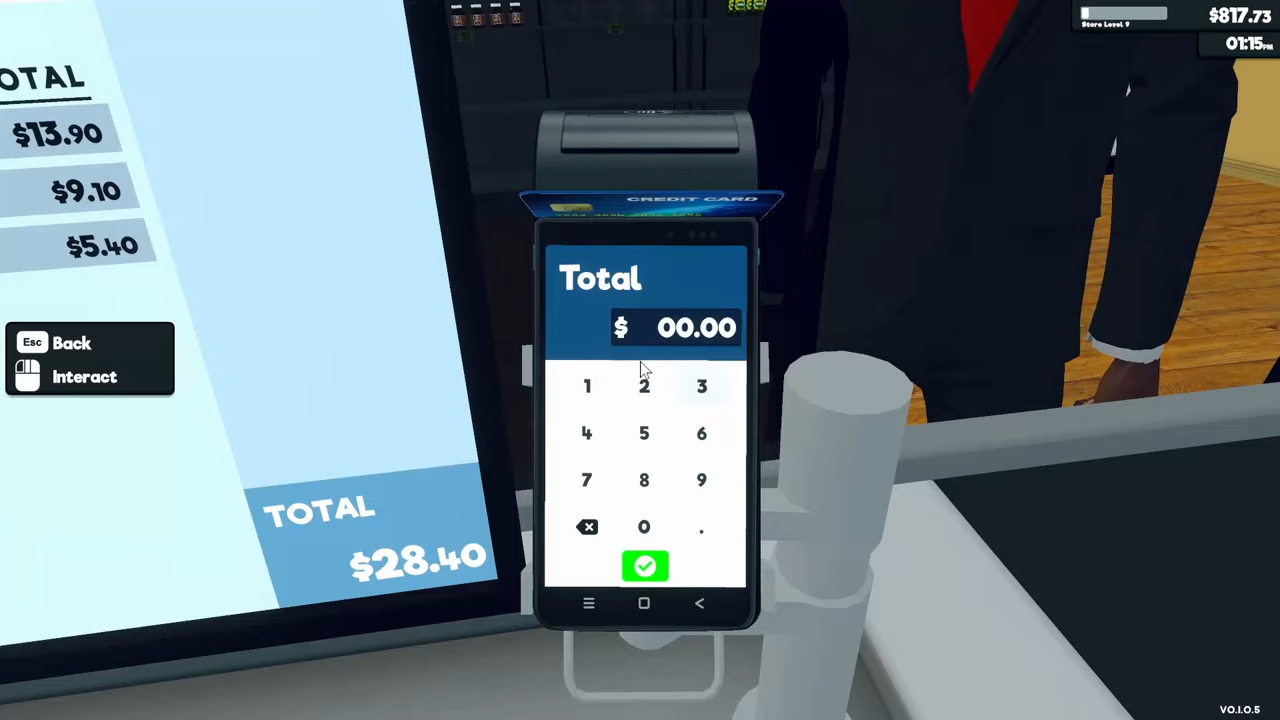 $817.73
Store Level 9
01:15PM
OTAL
$13.90
$9.10
$5.40
Esc Back
Interact
TOTAL
$28.40
CREDIT CARD
Total
$ 00.00
1 2 3
4 5 6
7 8 9
0 .
V0.1.0.5